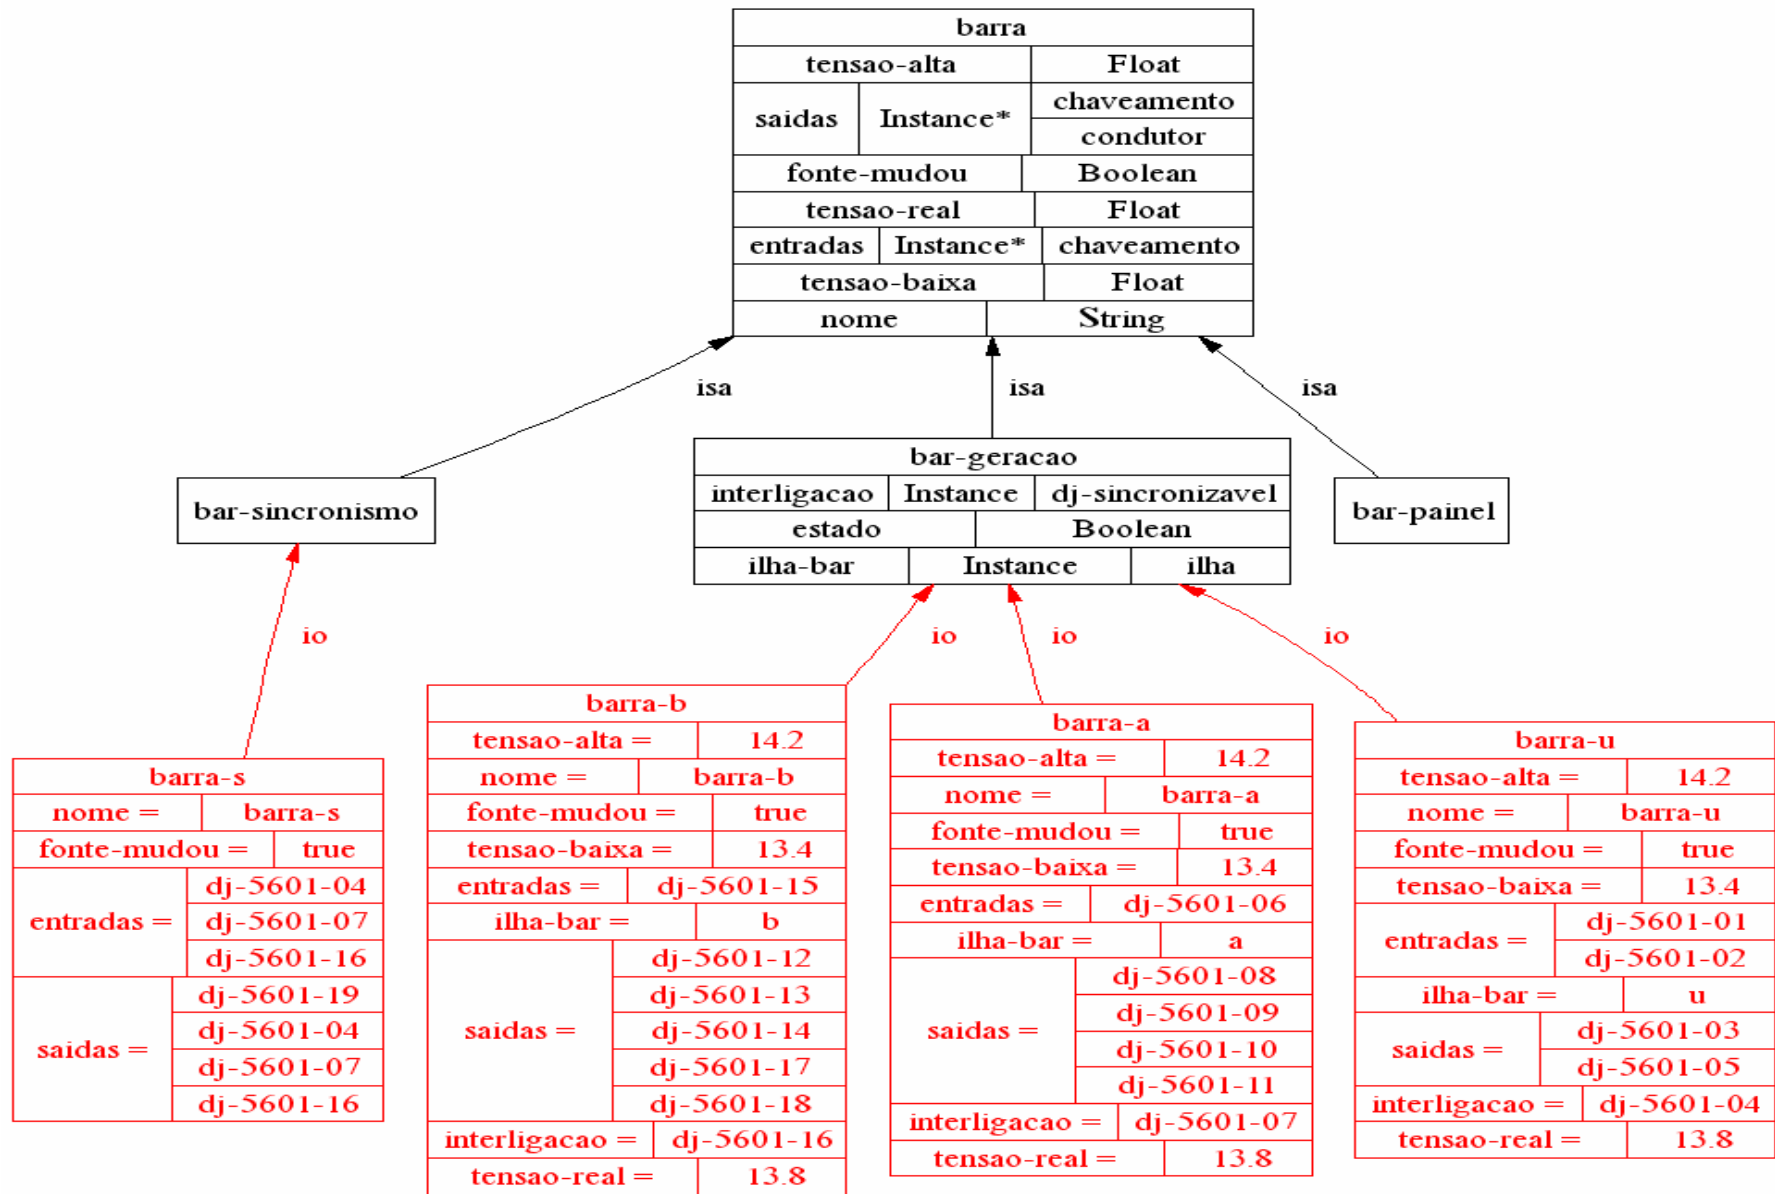 barra
tensao-alta Float
saidas Instance* chaveamento
condutor
fonte-mudou Boolean
tensao-real Float
entradas Instance* chaveamento
tensao-baixa Float
nome String
isa isa isa
bar-sincronismo
bar-geracao
interligacao Instance dj-sincronizavel
estado Boolean
ilha-bar Instance ilha
bar-painel
io io io io
barra-s
nome = barra-s
fonte-mudou = true
entradas = dj-5601-04
dj-5601-07
dj-5601-16
saidas = dj-5601-19
dj-5601-04
dj-5601-07
dj-5601-16
barra-b
tensao-alta = 14.2
nome = barra-b
fonte-mudou = true
tensao-baixa = 13.4
entradas = dj-5601-15
ilha-bar = b
saidas = dj-5601-12
dj-5601-13
dj-5601-14
dj-5601-17
dj-5601-18
interligacao = dj-5601-16
tensao-real = 13.8
barra-a
tensao-alta = 14.2
nome = barra-a
fonte-mudou = true
tensao-baixa = 13.4
entradas = dj-5601-06
ilha-bar = a
saidas = dj-5601-08
dj-5601-09
dj-5601-10
dj-5601-11
interligacao = dj-5601-07
tensao-real = 13.8
barra-u
tensao-alta = 14.2
nome = barra-u
fonte-mudou = true
tensao-baixa = 13.4
entradas = dj-5601-01
dj-5601-02
ilha-bar = u
saidas = dj-5601-03
dj-5601-05
interligacao = dj-5601-04
tensao-real = 13.8